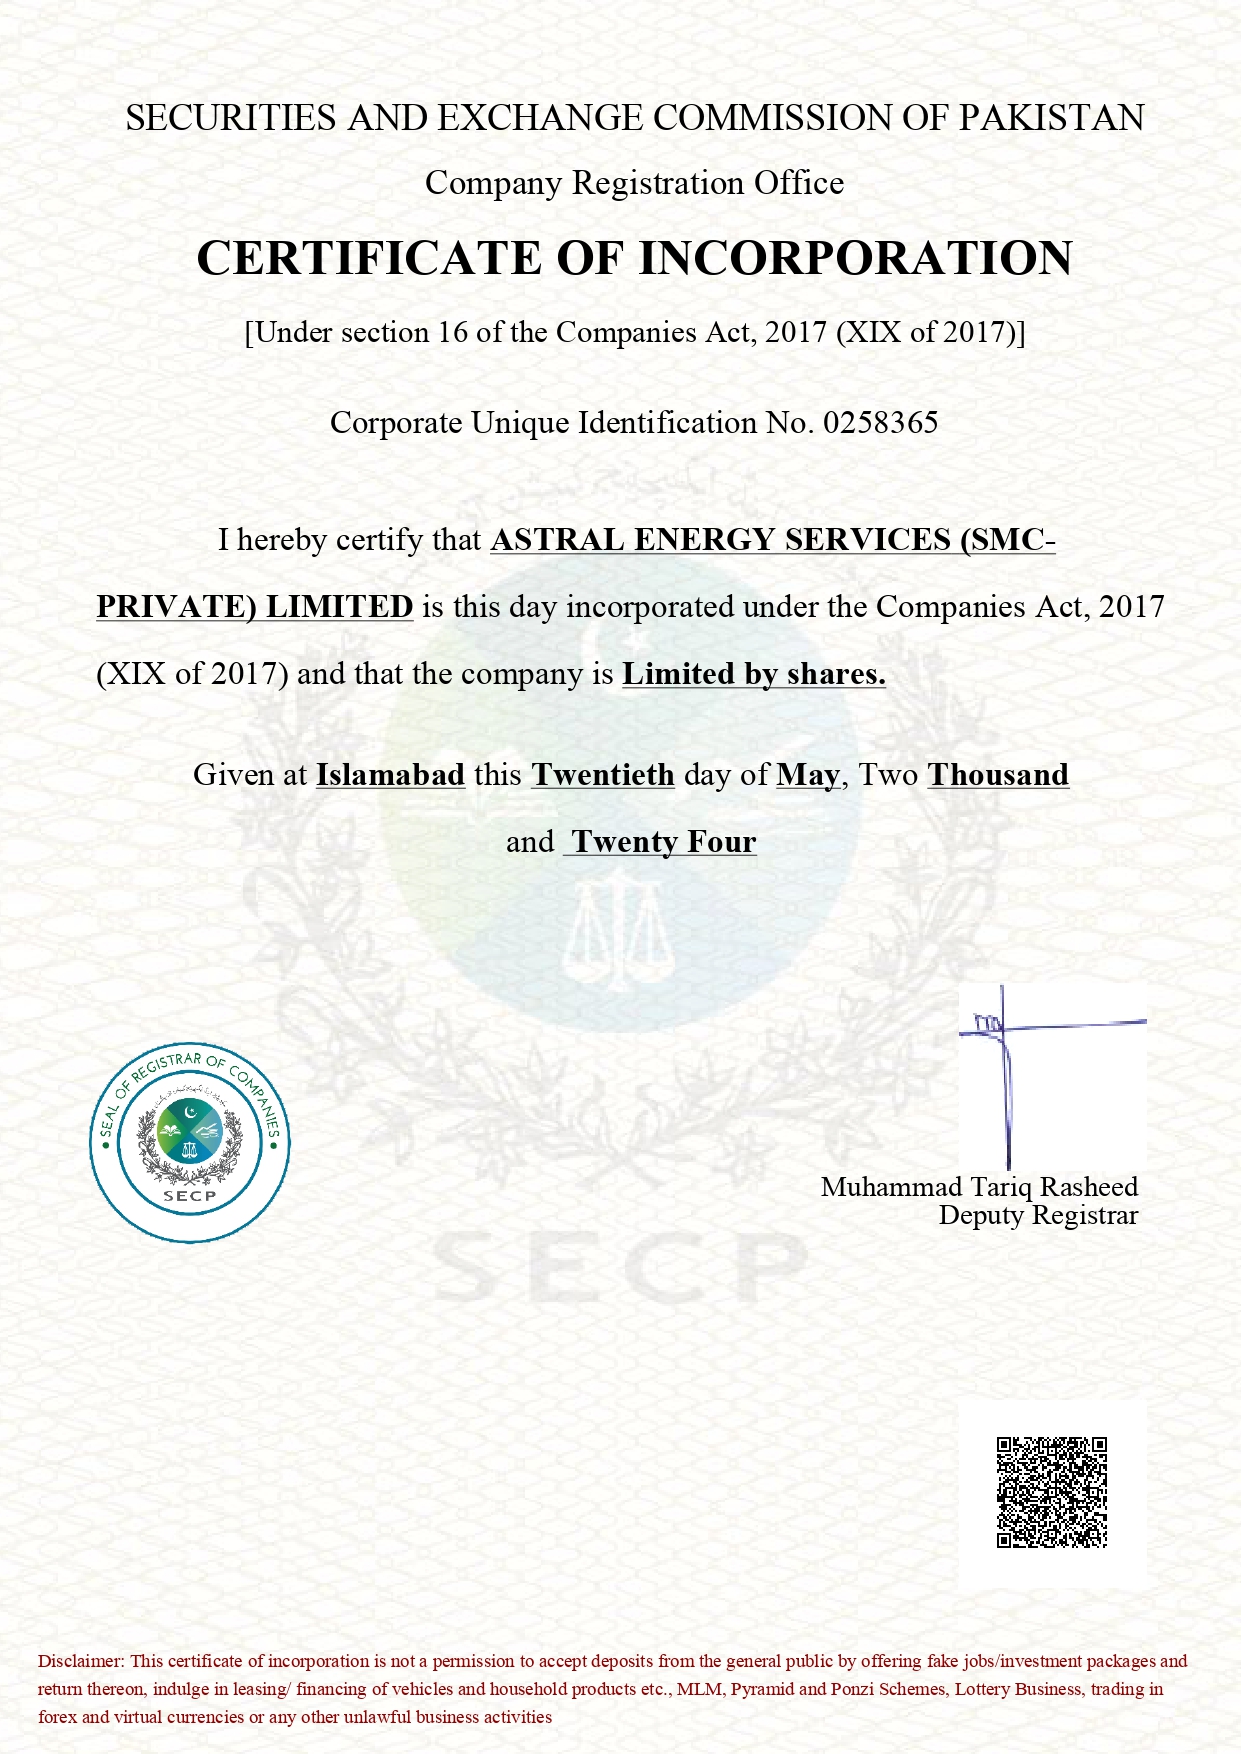 SECURITIES AND EXCHANGE COMMISSION OF PAKISTAN
Company Registration Office
CERTIFICATE OF INCORPORATION
[Under section 16 of the Companies Act, 2017 (XIX of 2017)]
Corporate Unique Identification No. 0258365
I hereby certify that ASTRAL ENERGY SERVICES (SMC-
PRIVATE) LIMITED is this day incorporated under the Companies Act, 2017
(XIX of 2017) and that the company is Limited by shares.
Given at Islamabad this Twentieth day of May, Two Thousand
and Twenty Four
• SEAL OF REGISTRAR OF COMPANIES •
SECP
Muhammad Tariq Rasheed
Deputy Registrar
SECP
Disclaimer: This certificate of incorporation is not a permission to accept deposits from the general public by offering fake jobs/investment packages and
return thereon, indulge in leasing/ financing of vehicles and household products etc., MLM, Pyramid and Ponzi Schemes, Lottery Business, trading in
forex and virtual currencies or any other unlawful business activities